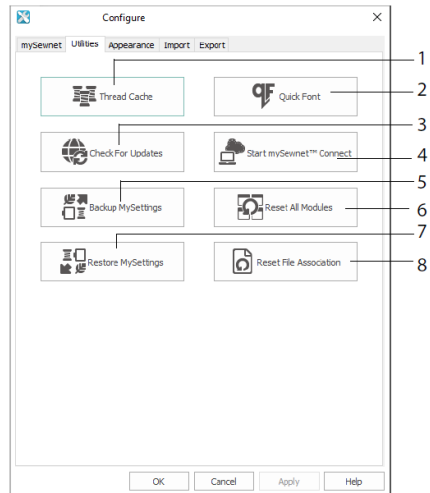 Configure
mySewnet Utilities Appearance Import Export
1
Thread Cache
Quick Font
2
3
Check For Updates
Start mySewnet™ Connect
4
5
Backup MySettings
Reset All Modules
6
7
Restore MySettings
Reset File Assocation
8
OK Cancel Apply Help